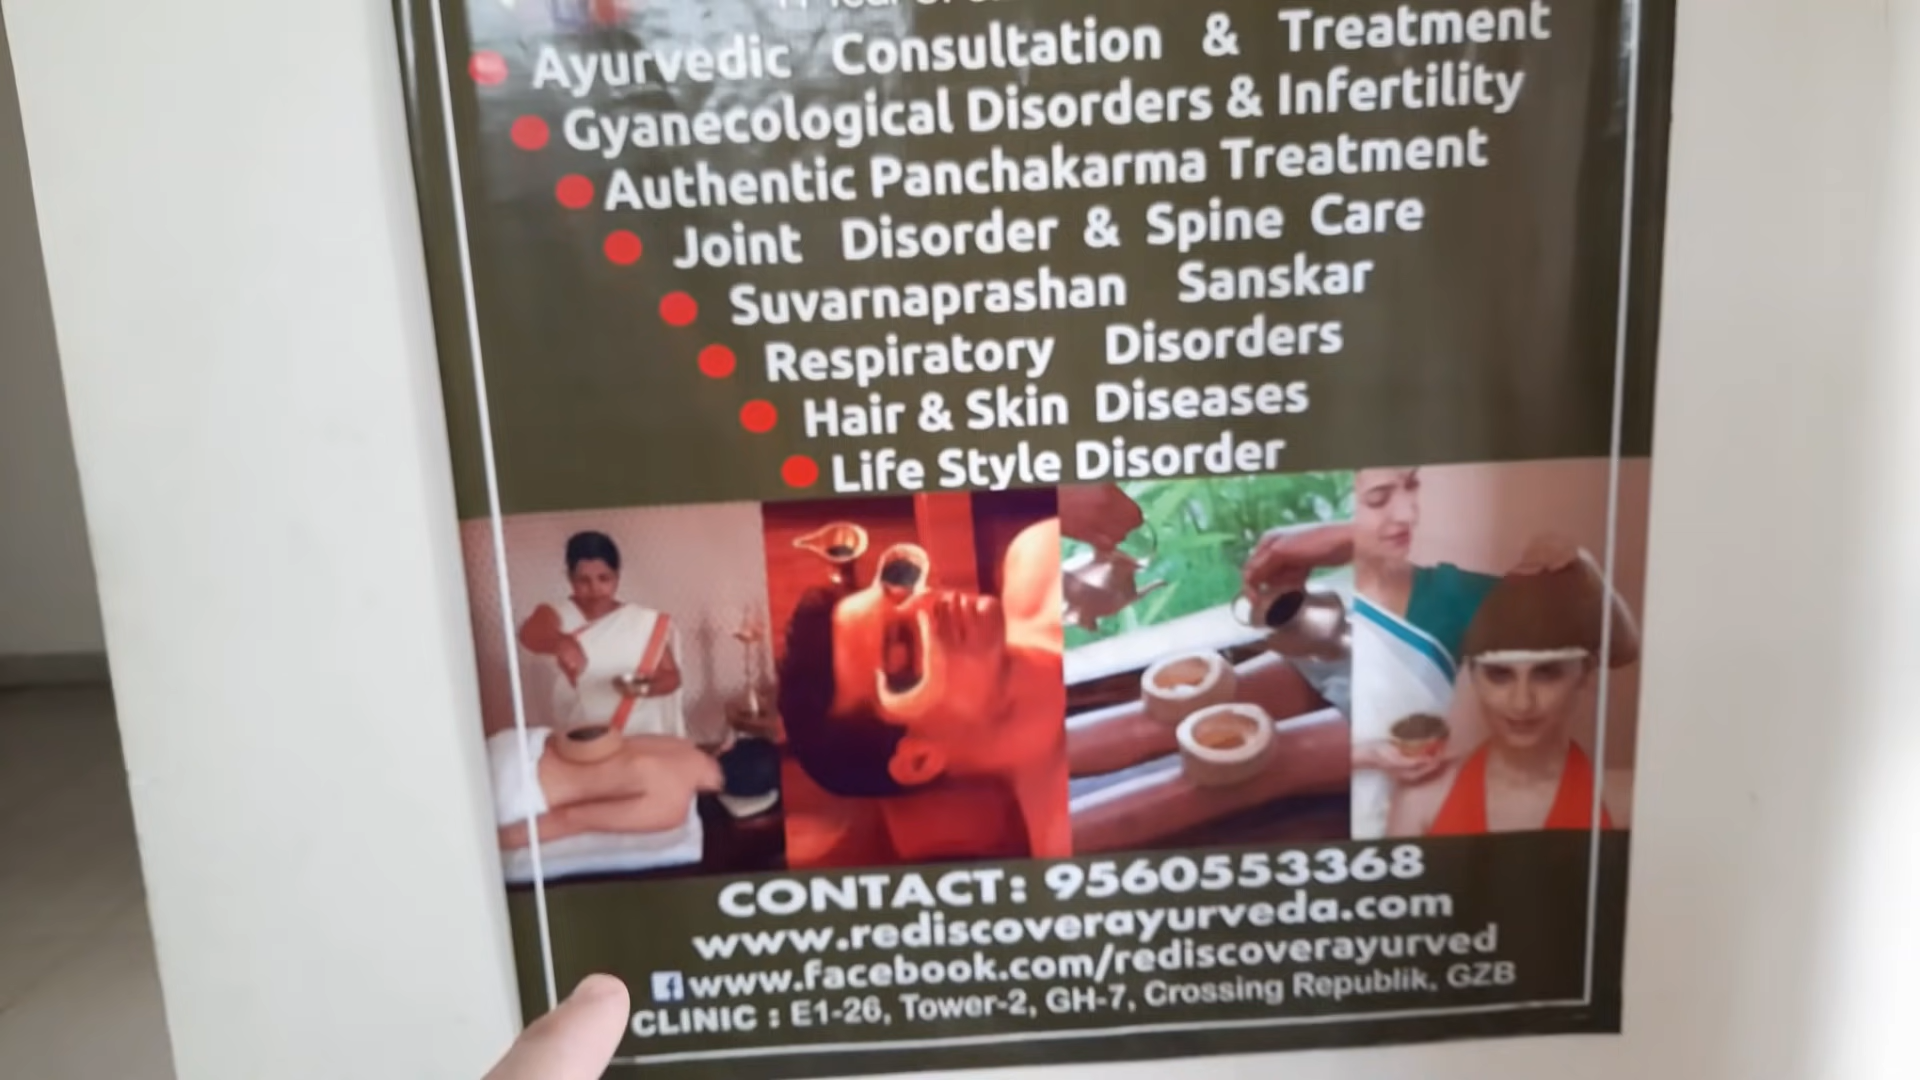 Ayurvedic Consultation & Treatment
Gyanecological Disorders & Infertility
Authentic Panchakarma Treatment
Joint Disorder & Spine Care
Suvarnaprashan Sanskar
Respiratory Disorders
Hair & Skin Diseases
Life Style Disorder
CONTACT: 9560553368
www.rediscoverayurveda.com
www.facebook.com/rediscoverayurved
CLINIC : E1-26, Tower-2, GH-7, Crossing Republik, GZB